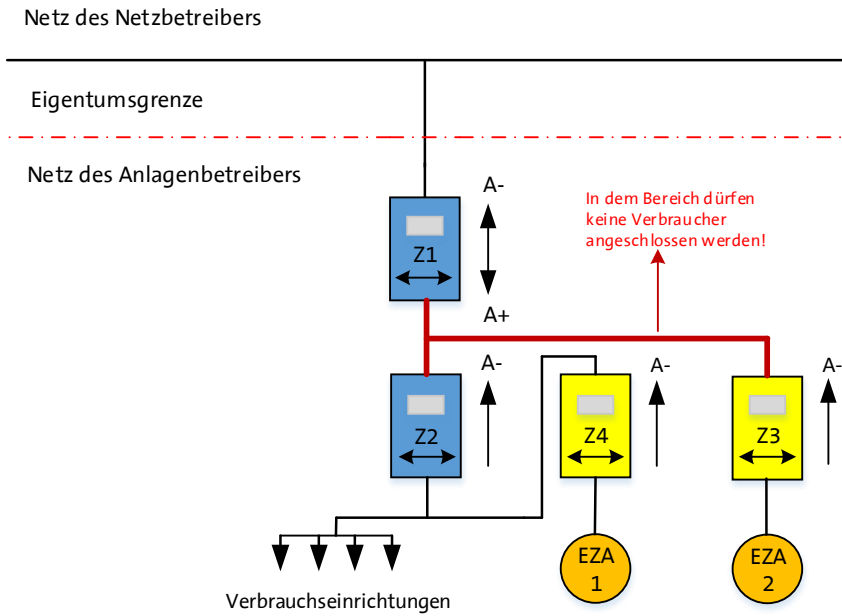 Netz des Netzbetreibers
Eigentumsgrenze
Netz des Anlagenbetreibers
A-
In dem Bereich dürfen
keine Verbraucher
angeschlossen werden!
Z1
A+
A-
A-
A-
Z2
Z4
Z3
EZA
1
EZA
2
Verbrauchseinrichtungen